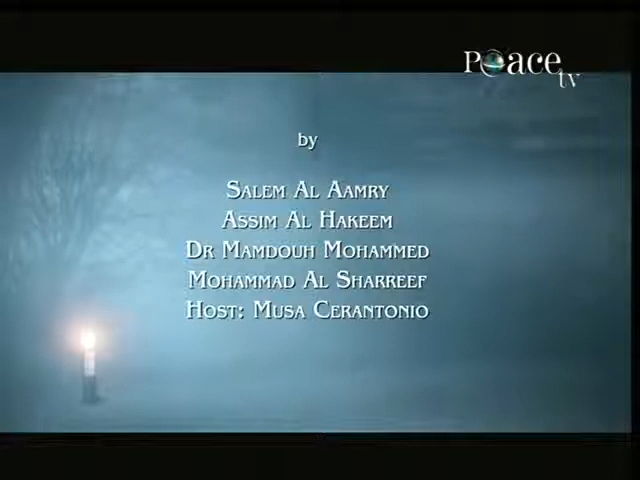 Peace
tv
by
Salem Al Aamry
Assim Al Hakeem
Dr Mamdouh Mohammed
Mohammad Al Sharreef
Host: Musa Cerantonio